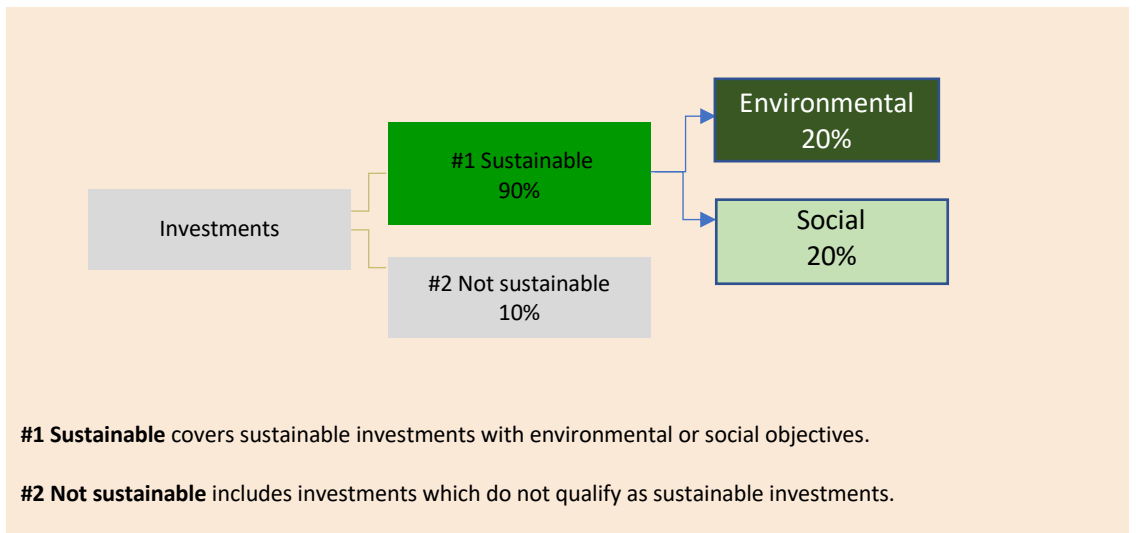 Environmental
20%
#1 Sustainable
90%
Social
20%
Investments
#2 Not sustainable
10%
#1 Sustainable covers sustainable investments with environmental or social objectives.
#2 Not sustainable includes investments which do not qualify as sustainable investments.